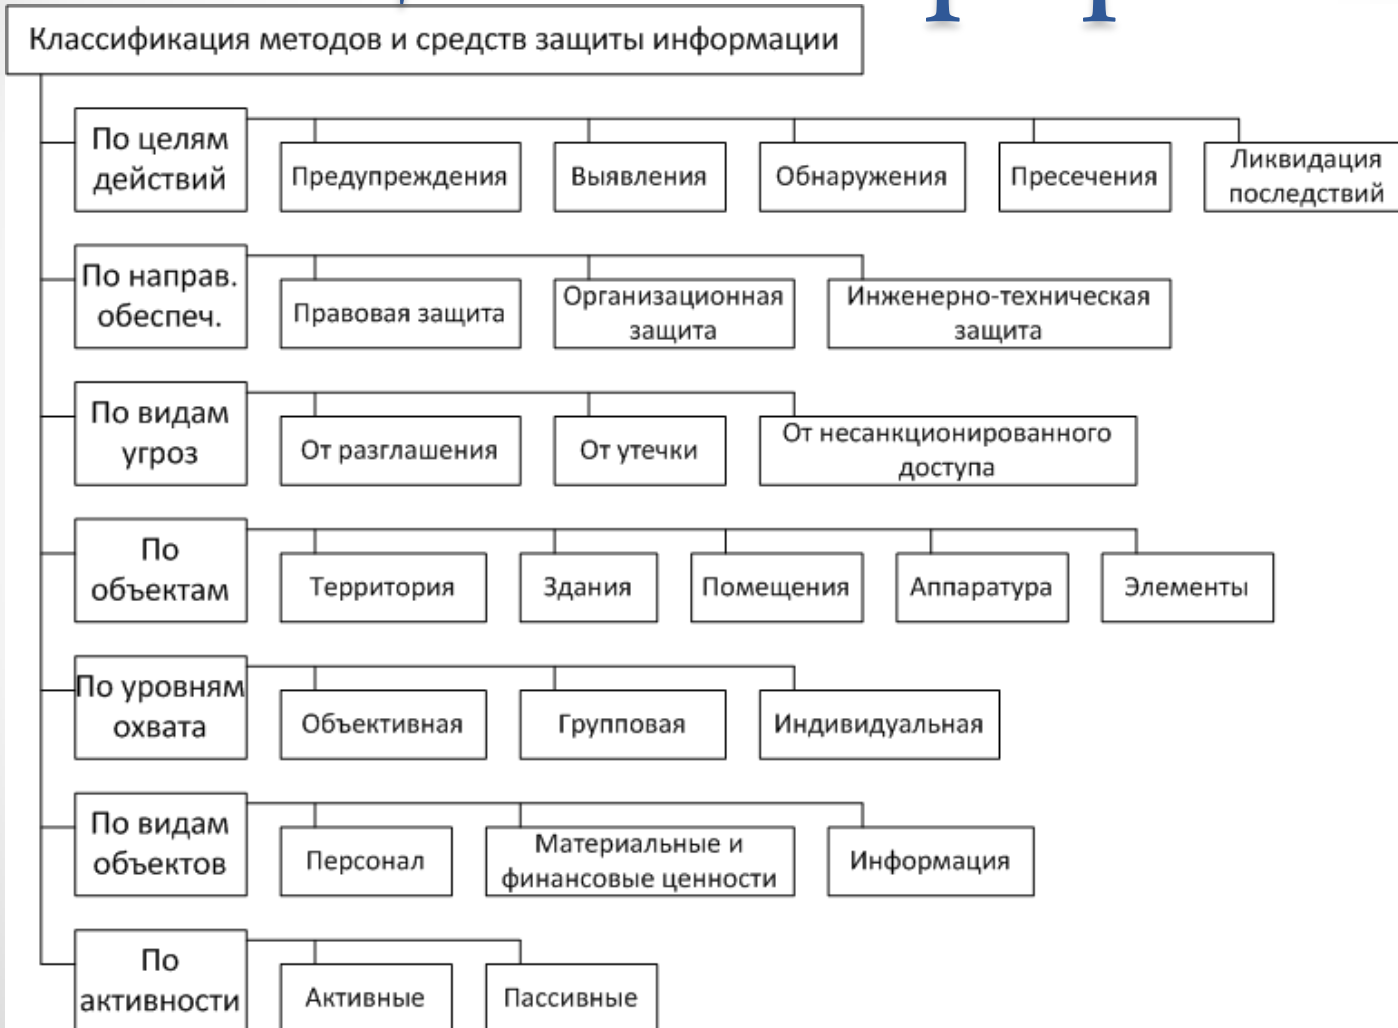 Классификация методов и средств защиты информации
По целям
действий
Предупреждения
Выявления
Обнаружения
Пресечения
Ликвидация
последствий
По направ.
обеспеч.
Правовая защита
Организационная
защита
Инженерно-техническая
защита
По видам
угроз
От разглашения
От утечки
От несанкционированного
доступа
По
объектам
Территория
Здания
Помещения
Аппаратура
Элементы
По уровням
охвата
Объективная
Групповая
Индивидуальная
По видам
объектов
Персонал
Материальные и
финансовые ценности
Информация
По
активности
Активные
Пассивные